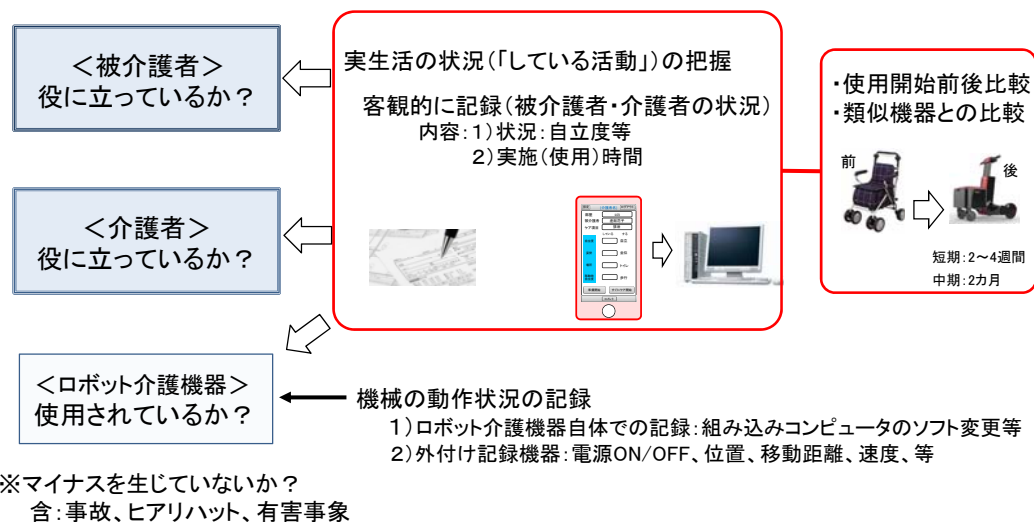 ＜被介護者＞
役に立っているか？
実生活の状況(「している活動」)の把握
客観的に記録(被介護者・介護者の状況)
内容:1)状況:自立度等
2)実施(使用)時間
・使用開始前後比較
・類似機器との比較
前
後
短期:2～4週間
中期:2カ月
＜介護者＞
役に立っているか？
＜ロボット介護機器＞
使用されているか？
機械の動作状況の記録
1)ロボット介護機器自体での記録:組み込みコンピュータのソフト変更等
2)外付け記録機器:電源ON/OFF、位置、移動距離、速度、等
※マイナスを生じていないか？
含:事故、ヒアリハット、有害事象